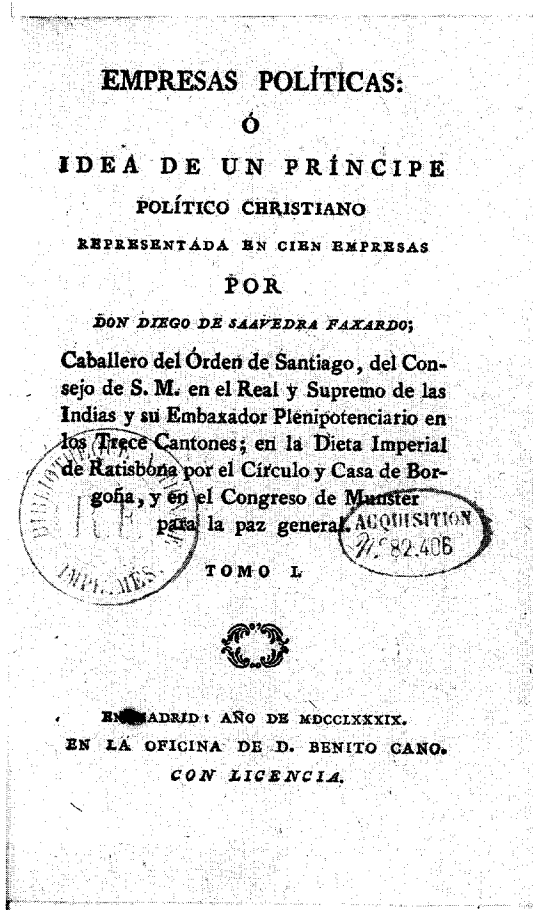 EMPRESAS POLÍTICAS:
Ó
IDEA DE UN PRÍNCIPE
POLÍTICO CHRISTIANO
REPRESENTADA EN CIEN EMPRESAS
POR
DON DIEGO DE SAAVEDRA FAXARDO;
Caballero del Órden de Santiago, del Con-
sejo de S. M. en el Real y Supremo de las
Indias y su Embaxador Plenipotenciario en
los Trece Cantones; en la Dieta Imperial
de Ratisbona por el Círculo y Casa de Bor-
goña, y en el Congreso de Munster
para la paz general.
ACQUISITION
82.406
TOMO I.
EN MADRID: AÑO DE MDCCLXXXIX.
EN LA OFICINA DE D. BENITO CANO.
CON LICENCIA.